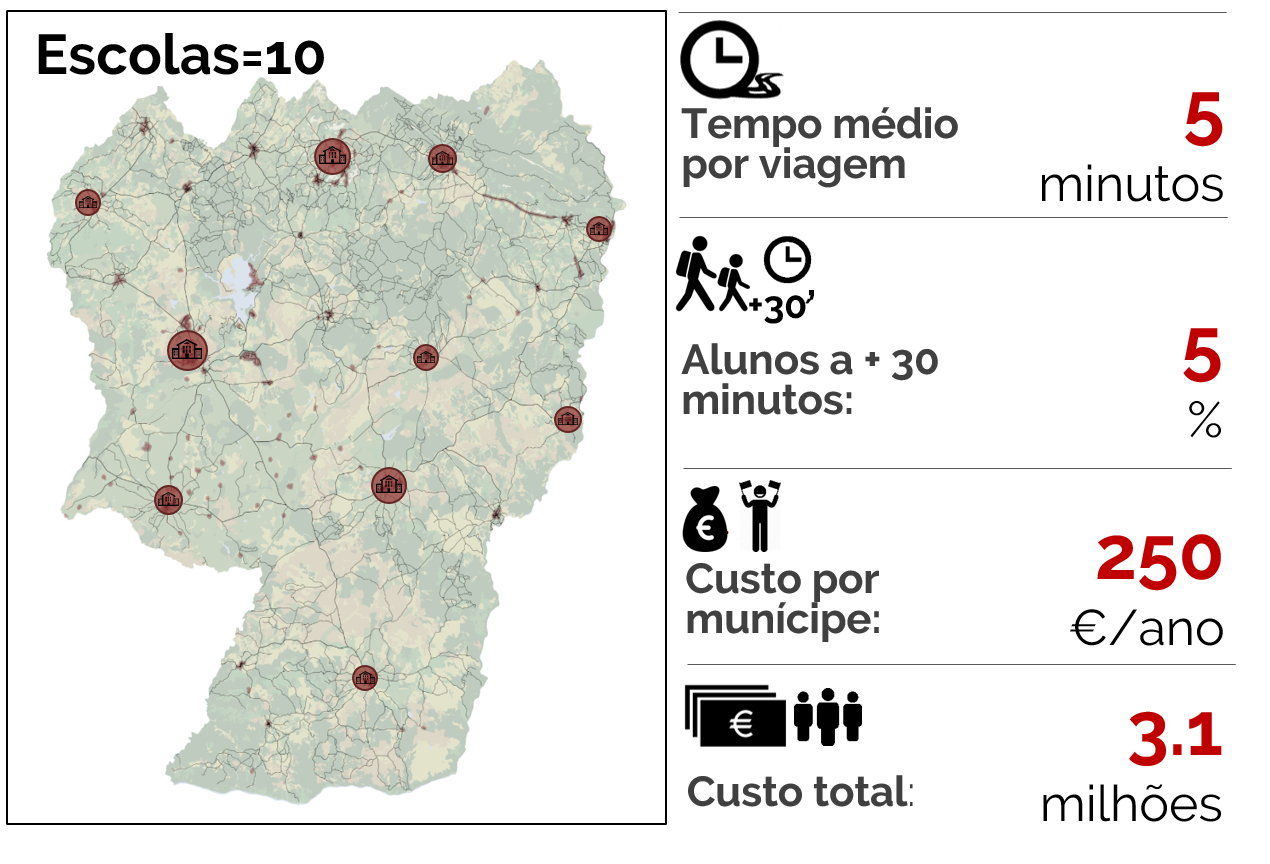 Escolas=10
Tempo médio
por viagem
5
minutos
+30’
Alunos a + 30
minutos:
5
%
€
Custo por
munícipe:
250
€/ano
€
Custo total:
3.1
milhões